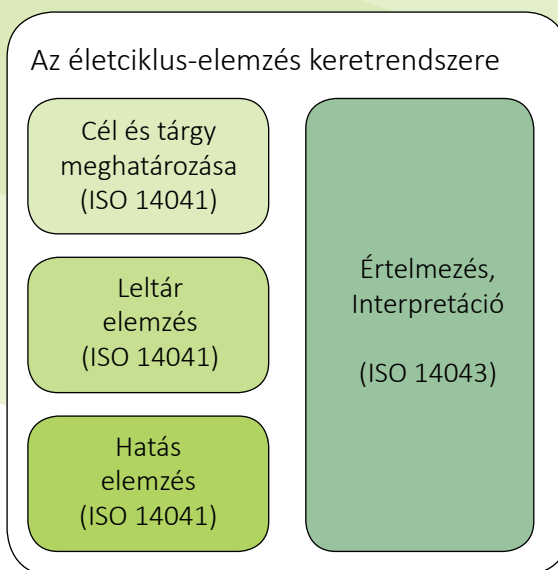 Az életciklus-elemzés keretrendszere
Cél és tárgy
meghatározása
(ISO 14041)
Leltár
elemzés
(ISO 14041)
Hatás
elemzés
(ISO 14041)
Értelmezés,
Interpretáció
(ISO 14043)